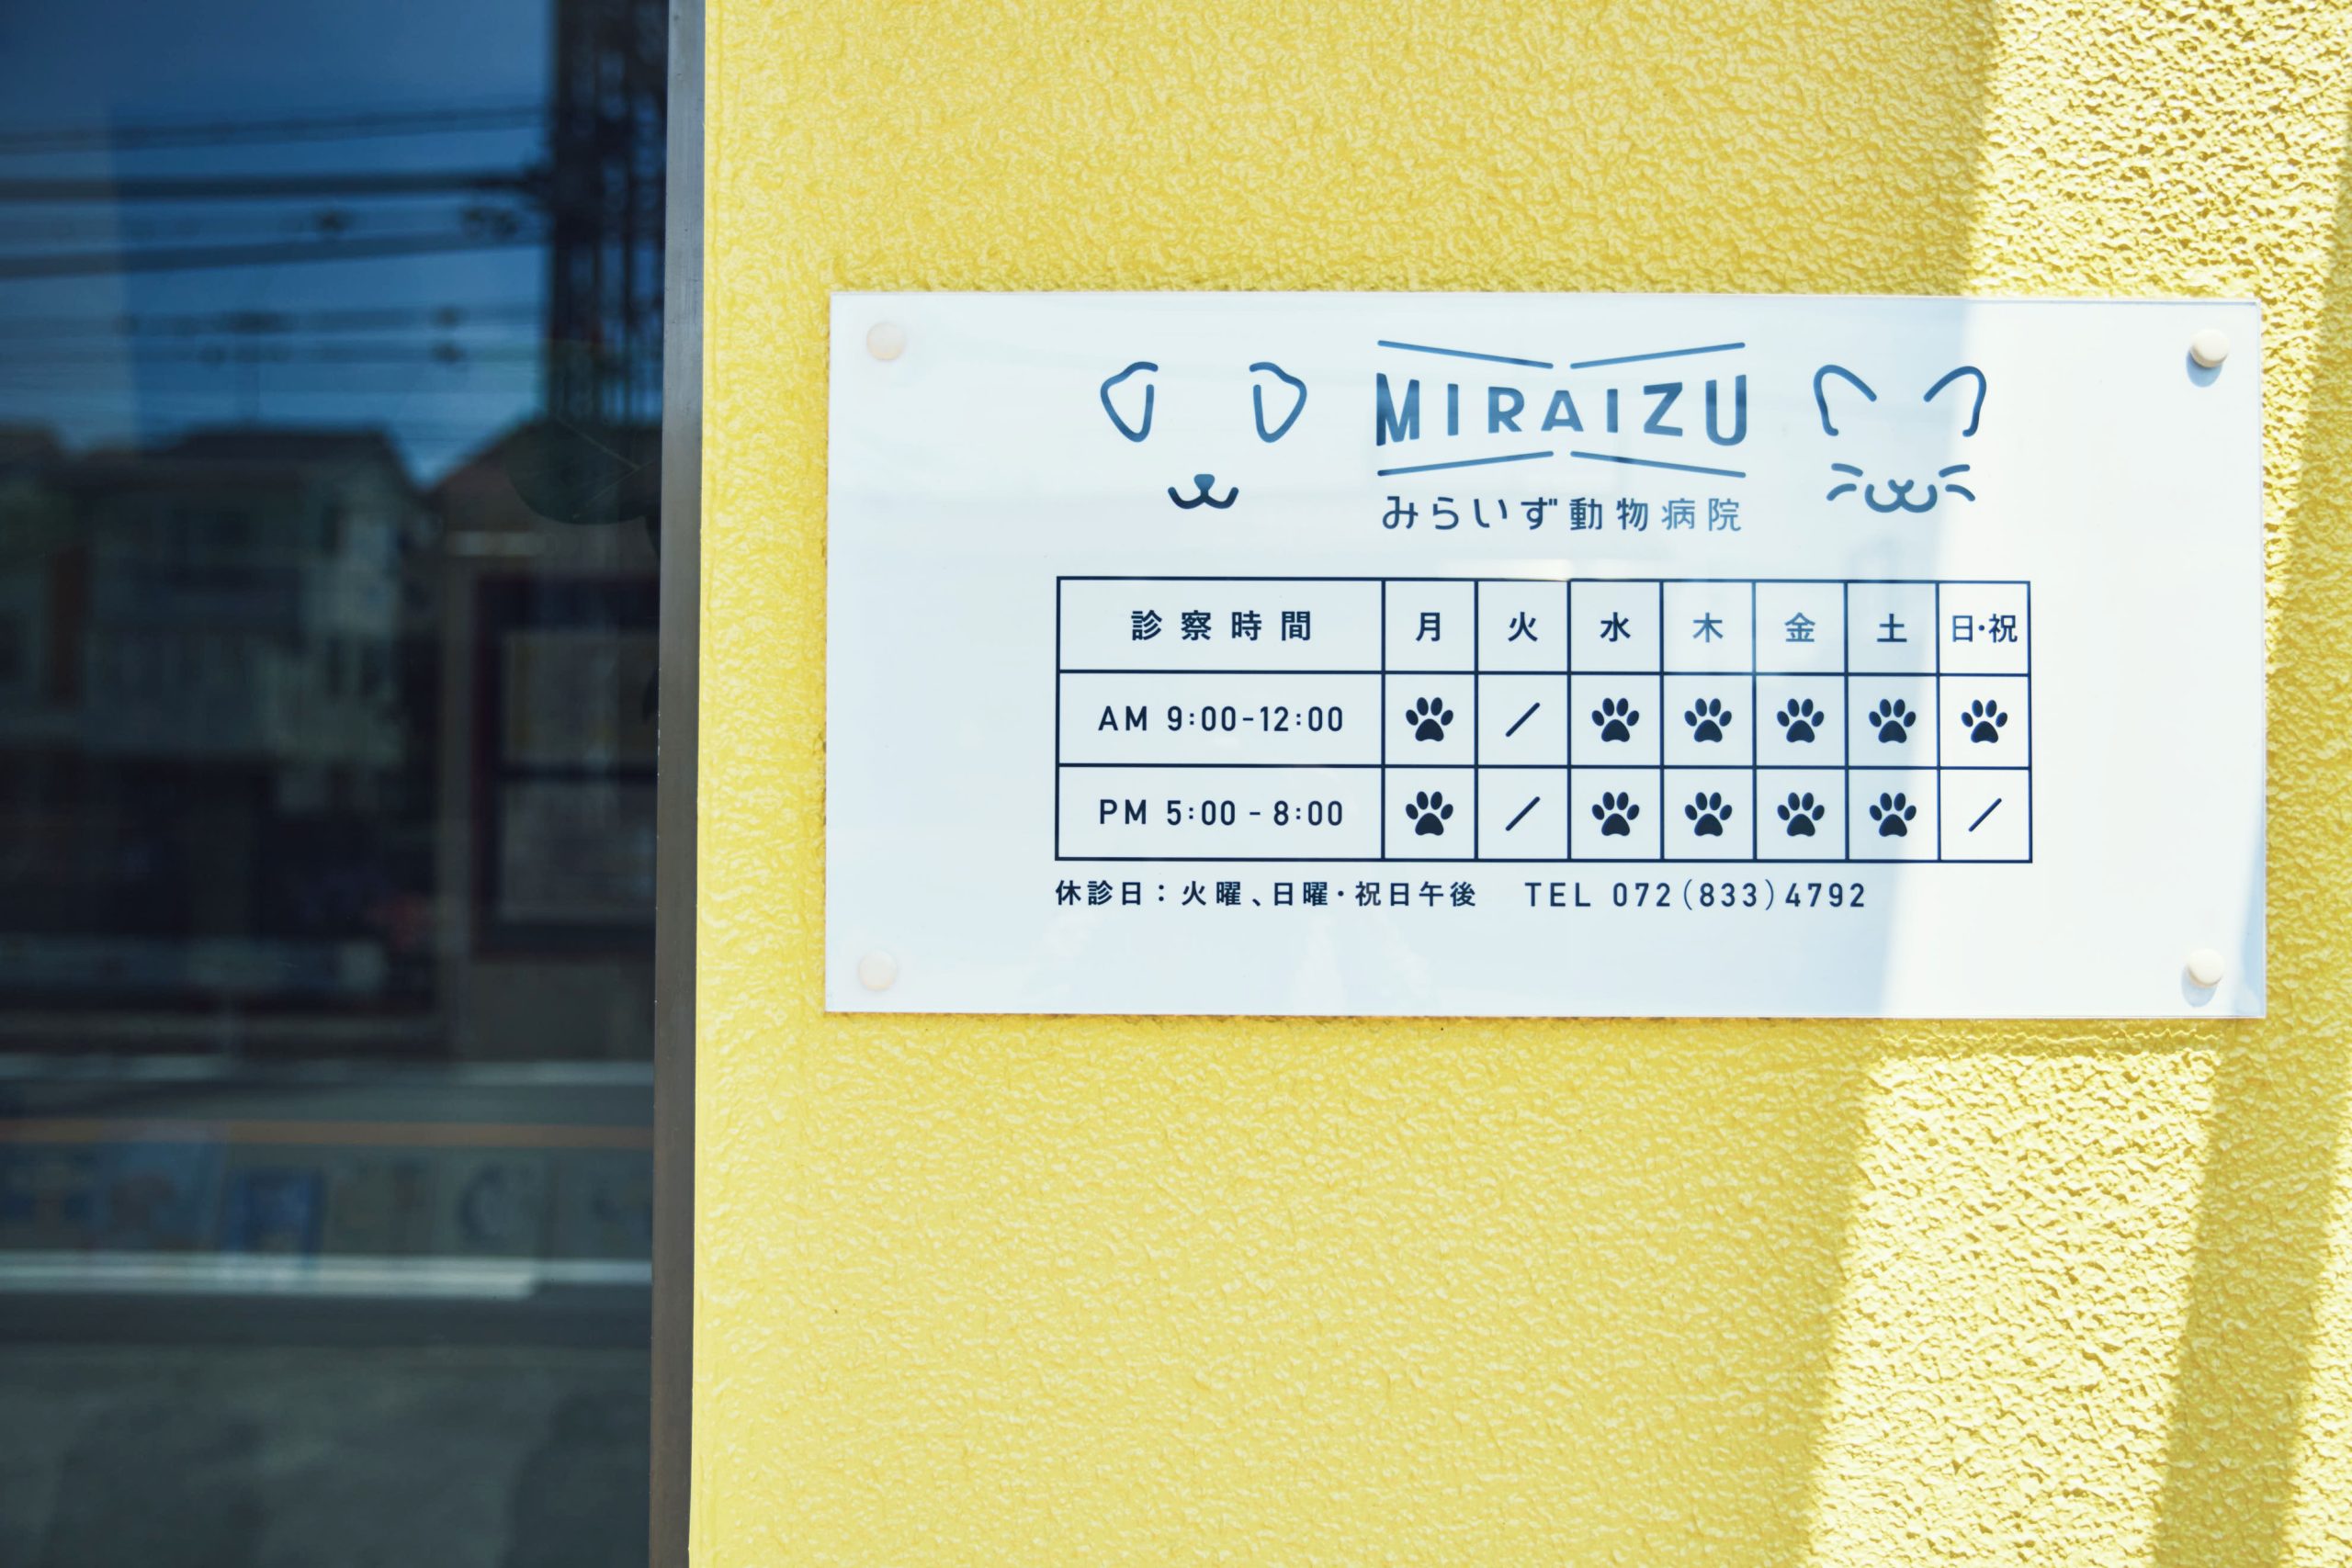 MIRAIZU
みらいず動物病院
診察時間 月 火 水 木 金 土 日・祝
AM 9:00-12:00
PM 5:00 - 8:00
休診日：火曜、日曜・祝日午後 TEL 072(833)4792